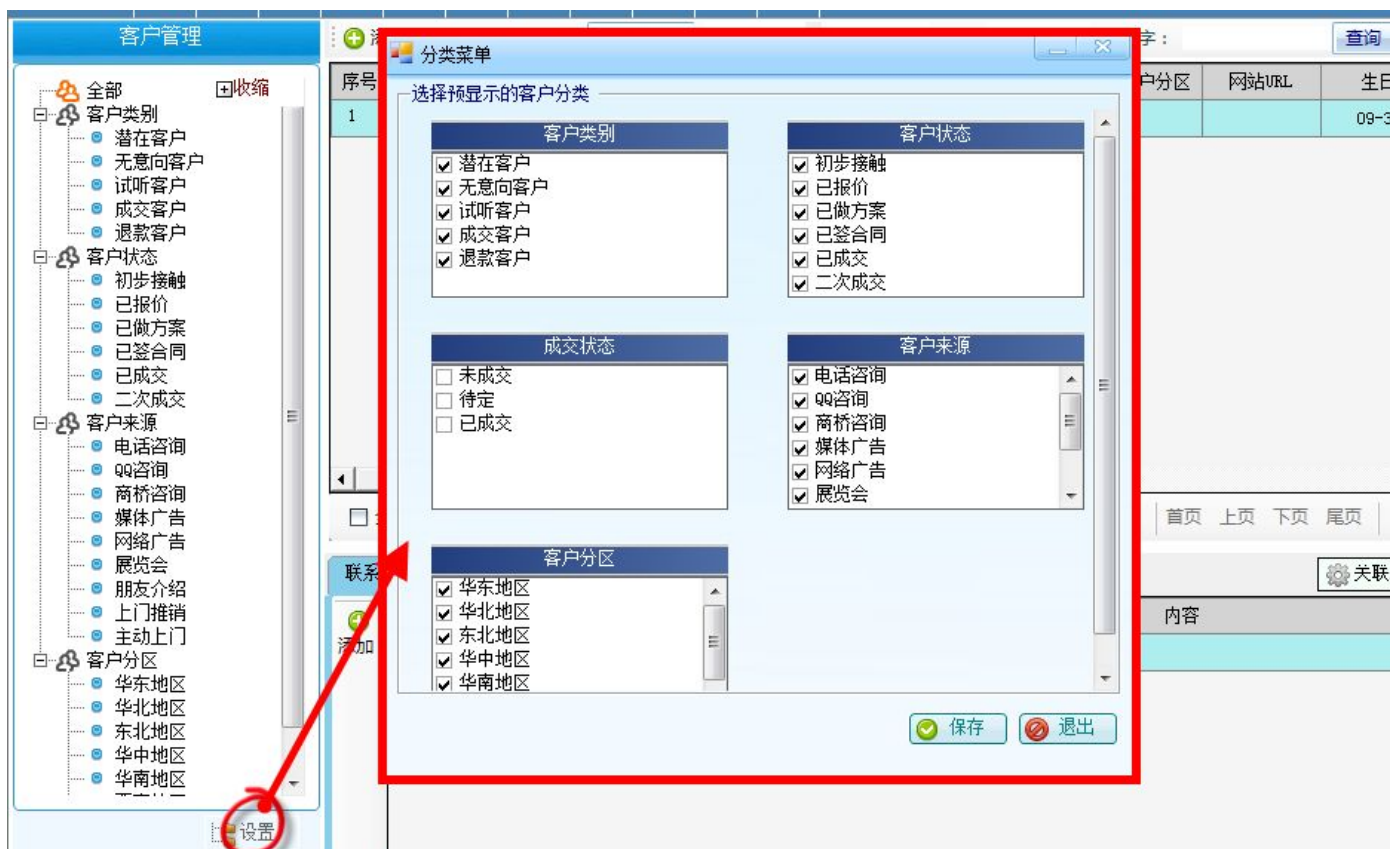 客户管理
全部
收缩
客户类别
潜在客户
无意向客户
试听客户
成交客户
退款客户
客户状态
初步接触
已报价
已做方案
已签合同
已成交
二次成交
客户来源
电话咨询
QQ咨询
商桥咨询
媒体广告
网络广告
展览会
朋友介绍
上门推销
主动上门
客户分区
华东地区
华北地区
东北地区
华中地区
华南地区
设置
字：
查询
序号
户分区
网站URL
生日
1
09-3
首页 上页 下页 尾页
联系
关联
添加
内容
分类菜单
选择预显示的客户分类
客户类别
潜在客户
无意向客户
试听客户
成交客户
退款客户
客户状态
初步接触
已报价
已做方案
已签合同
已成交
二次成交
成交状态
未成交
待定
已成交
客户来源
电话咨询
QQ咨询
商桥咨询
媒体广告
网络广告
展览会
客户分区
华东地区
华北地区
东北地区
华中地区
华南地区
保存
退出